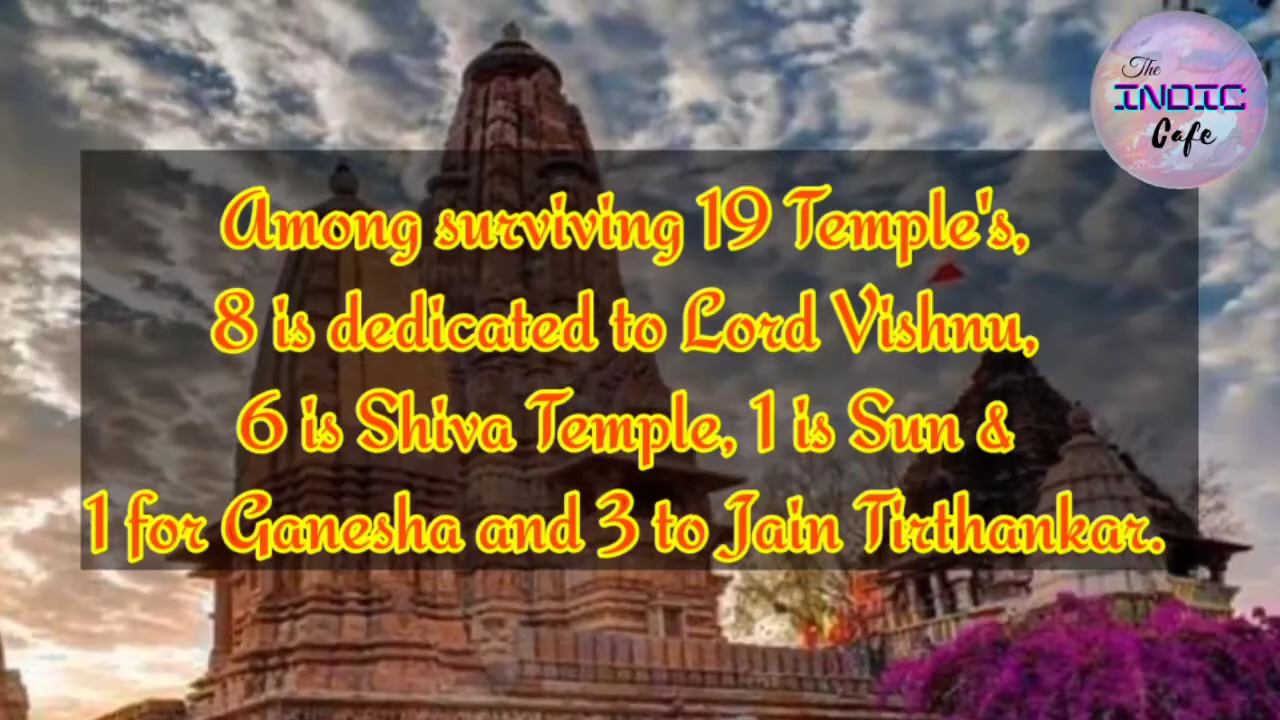 The
INDIC
Cafe
Among surviving 19 Temple's,
8 is dedicated to Lord Vishnu,
6 is Shiva Temple, 1 is Sun &
1 for Ganesha and 3 to Jain Tirthankar.